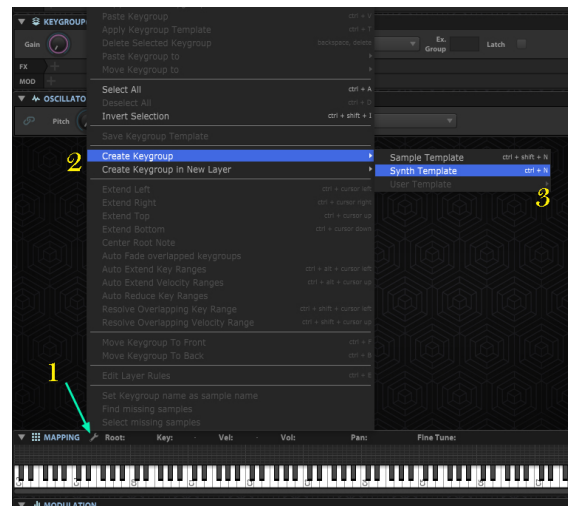 KEYGROUP
Gain
Ex. Group
Latch
FX +
MOD +
OSCILLATO
Pitch
Paste Keygroup ctrl + V
Apply Keygroup Template ctrl + T
Delete Selected Keygroup backspace, delete
Paste Keygroup to
Move Keygroup to
Select All ctrl + A
Deselect All ctrl + D
Invert Selection ctrl + shift + I
Save Keygroup Template
2
Create Keygroup
Create Keygroup in New Layer
Sample Template ctrl + shift + N
Synth Template ctrl + N
User Template
3
Extend Left ctrl + cursor left
Extend Right ctrl + cursor right
Extend Top ctrl + cursor up
Extend Bottom ctrl + cursor down
Center Root Note
Auto Fade overlapped keygroups
Auto Extend Key Ranges ctrl + alt + cursor left
Auto Extend Velocity Ranges ctrl + alt + cursor up
Auto Reduce Key Ranges
Resolve Overlapping Key Range ctrl + shift + cursor left
Resolve Overlapping Velocity Range ctrl + shift + cursor up
Move Keygroup To Front ctrl + F
Move Keygroup To Back ctrl + B
1
Edit Layer Rules ctrl + E
Set Keygroup name as sample name
Find missing samples
Select missing samples
MAPPING Root: Key: - Vel: - Vol: Pan: Fine Tune:
MODULATION